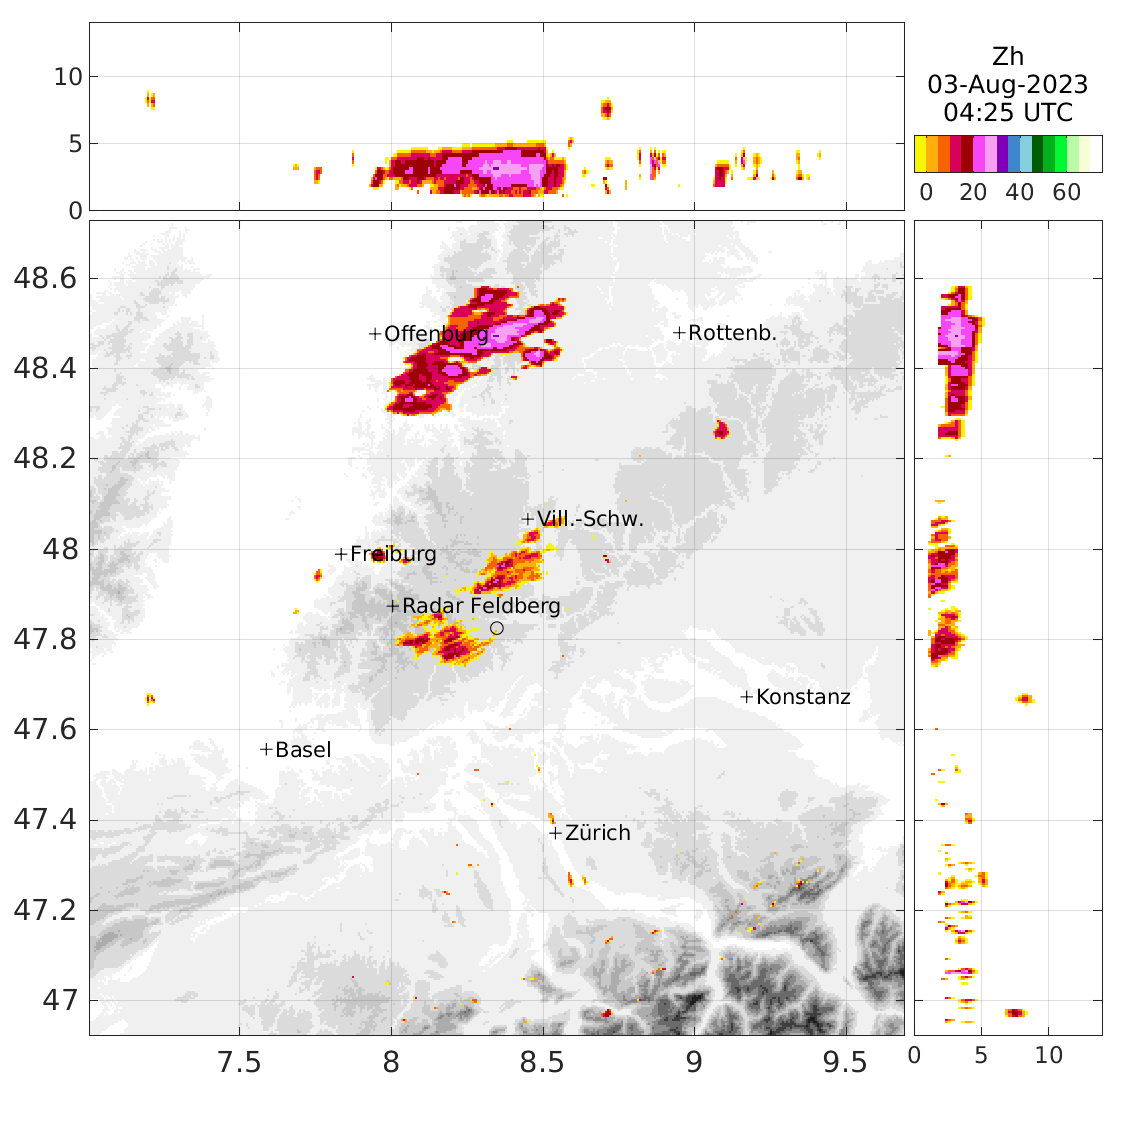 Zh
03-Aug-2023
04:25 UTC
10
5
0
0 20 40 60
48.6
48.4
48.2
48
47.8
47.6
47.4
47.2
47
+Offenburg
+Rottenb.
+Vill.-Schw.
+Freiburg
+Radar Feldberg
+Konstanz
+Basel
+Zürich
7.5 8 8.5 9 9.5
0 5 10